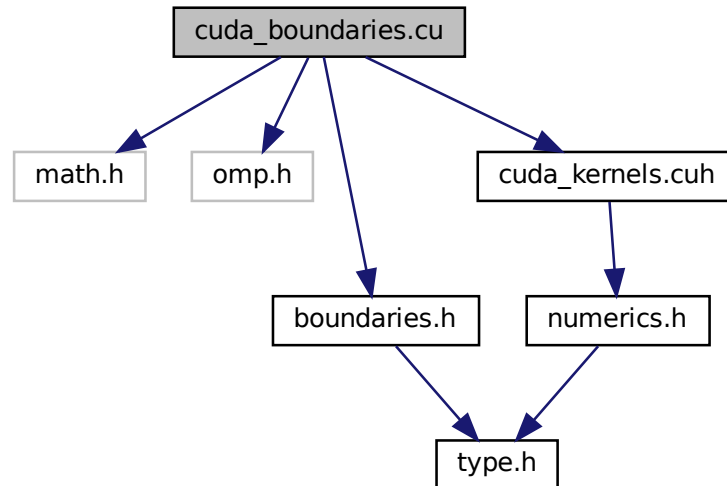 cuda_boundaries.cu
math.h
omp.h
cuda_kernels.cuh
boundaries.h
numerics.h
type.h